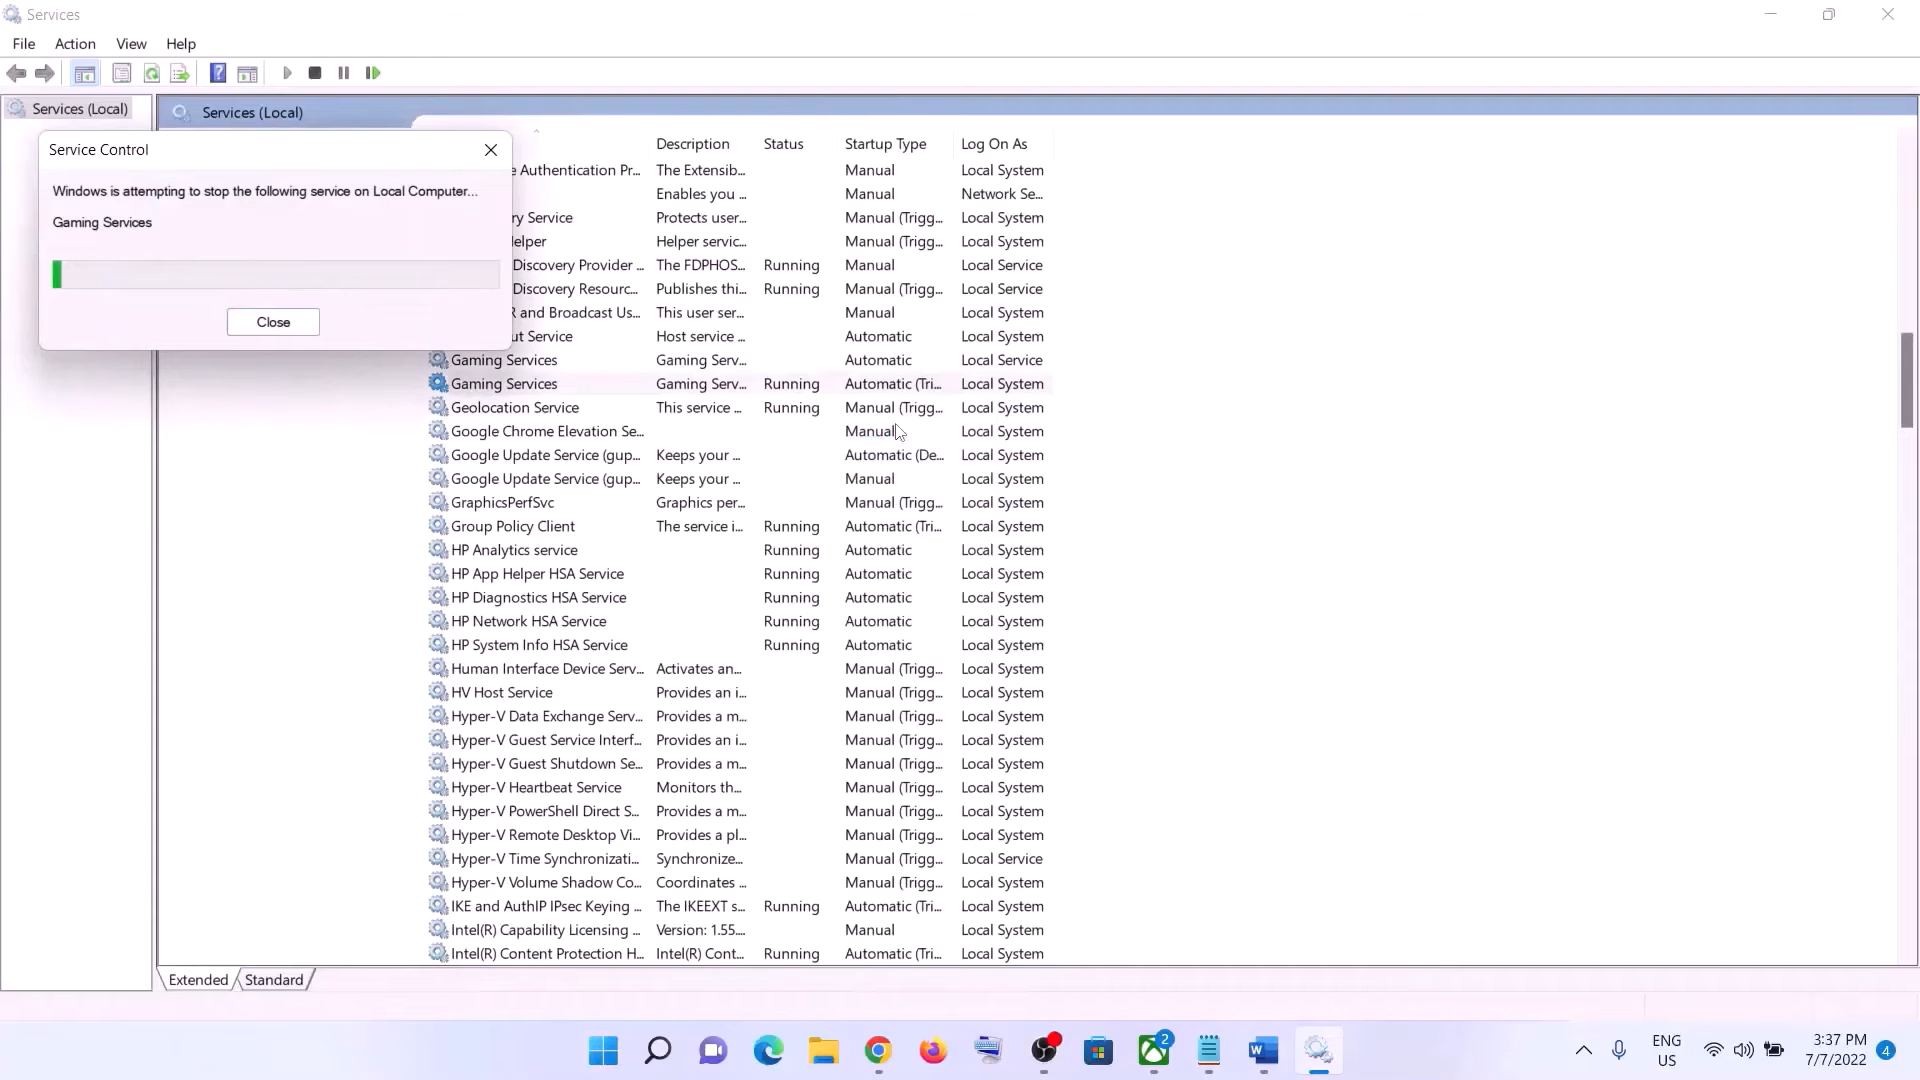 Services
File Action View Help
Services (Local)
Services (Local)
Service Control
Windows is attempting to stop the following service on Local Computer...
Gaming Services
Close
Description Status Startup Type Log On As
e Authentication Pr... The Extensib... Manual Local System
Enables you ... Manual Network Se...
ry Service Protects user... Manual (Trigg... Local System
elper Helper servic... Manual (Trigg... Local System
Discovery Provider ... The FDPHOS... Running Manual Local Service
Discovery Resourc... Publishes thi... Running Manual (Trigg... Local Service
R and Broadcast Us... This user ser... Manual Local System
ut Service Host service ... Automatic Local System
Gaming Services Gaming Serv... Automatic Local Service
Gaming Services Gaming Serv... Running Automatic (Tri... Local System
Geolocation Service This service ... Running Manual (Trigg... Local System
Google Chrome Elevation Se... Manual Local System
Google Update Service (gup... Keeps your ... Automatic (De... Local System
Google Update Service (gup... Keeps your ... Manual Local System
GraphicsPerfSvc Graphics per... Manual (Trigg... Local System
Group Policy Client The service i... Running Automatic (Tri... Local System
HP Analytics service Running Automatic Local System
HP App Helper HSA Service Running Automatic Local System
HP Diagnostics HSA Service Running Automatic Local System
HP Network HSA Service Running Automatic Local System
HP System Info HSA Service Running Automatic Local System
Human Interface Device Serv... Activates an... Manual (Trigg... Local System
HV Host Service Provides an i... Manual (Trigg... Local System
Hyper-V Data Exchange Serv... Provides a m... Manual (Trigg... Local System
Hyper-V Guest Service Interf... Provides an i... Manual (Trigg... Local System
Hyper-V Guest Shutdown Se... Provides a m... Manual (Trigg... Local System
Hyper-V Heartbeat Service Monitors th... Manual (Trigg... Local System
Hyper-V PowerShell Direct S... Provides a m... Manual (Trigg... Local System
Hyper-V Remote Desktop Vi... Provides a pl... Manual (Trigg... Local System
Hyper-V Time Synchronizati... Synchronize... Manual (Trigg... Local Service
Hyper-V Volume Shadow Co... Coordinates ... Manual (Trigg... Local System
IKE and AuthIP IPsec Keying ... The IKEEXT s... Running Automatic (Tri... Local System
Intel(R) Capability Licensing ... Version: 1.55.... Manual Local System
Intel(R) Content Protection H... Intel(R) Cont... Running Automatic (Tri... Local System
Extended Standard
2
ENG
US
3:37 PM
7/7/2022
4